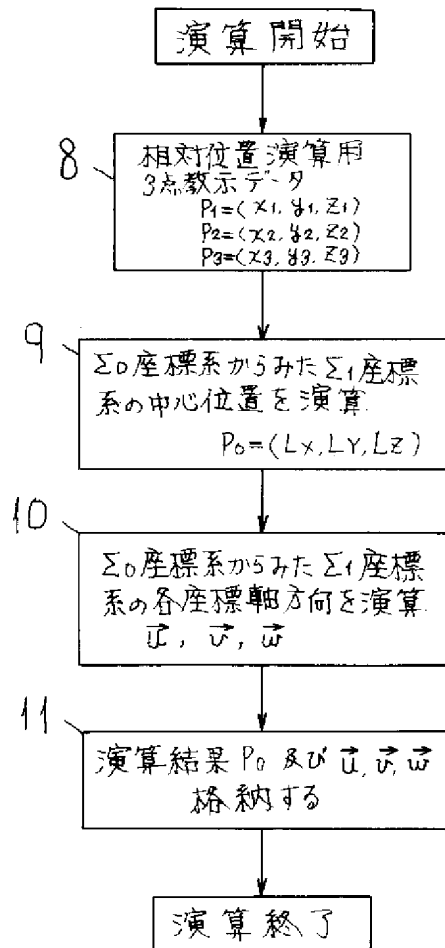 演算開始
8
相対位置演算用
3点教示データ
P1=(x1, y1, z1)
P2=(x2, y2, z2)
P3=(x3, y3, z3)
9
Σ0座標系からみたΣ1座標
系の中心位置を演算
P0=(LX, LY, LZ)
10
Σ0座標系からみたΣ1座標
系の各座標軸方向を演算
u→, v→, w→
11
演算結果P0及びu→, v→, w→
格納する
演算終了